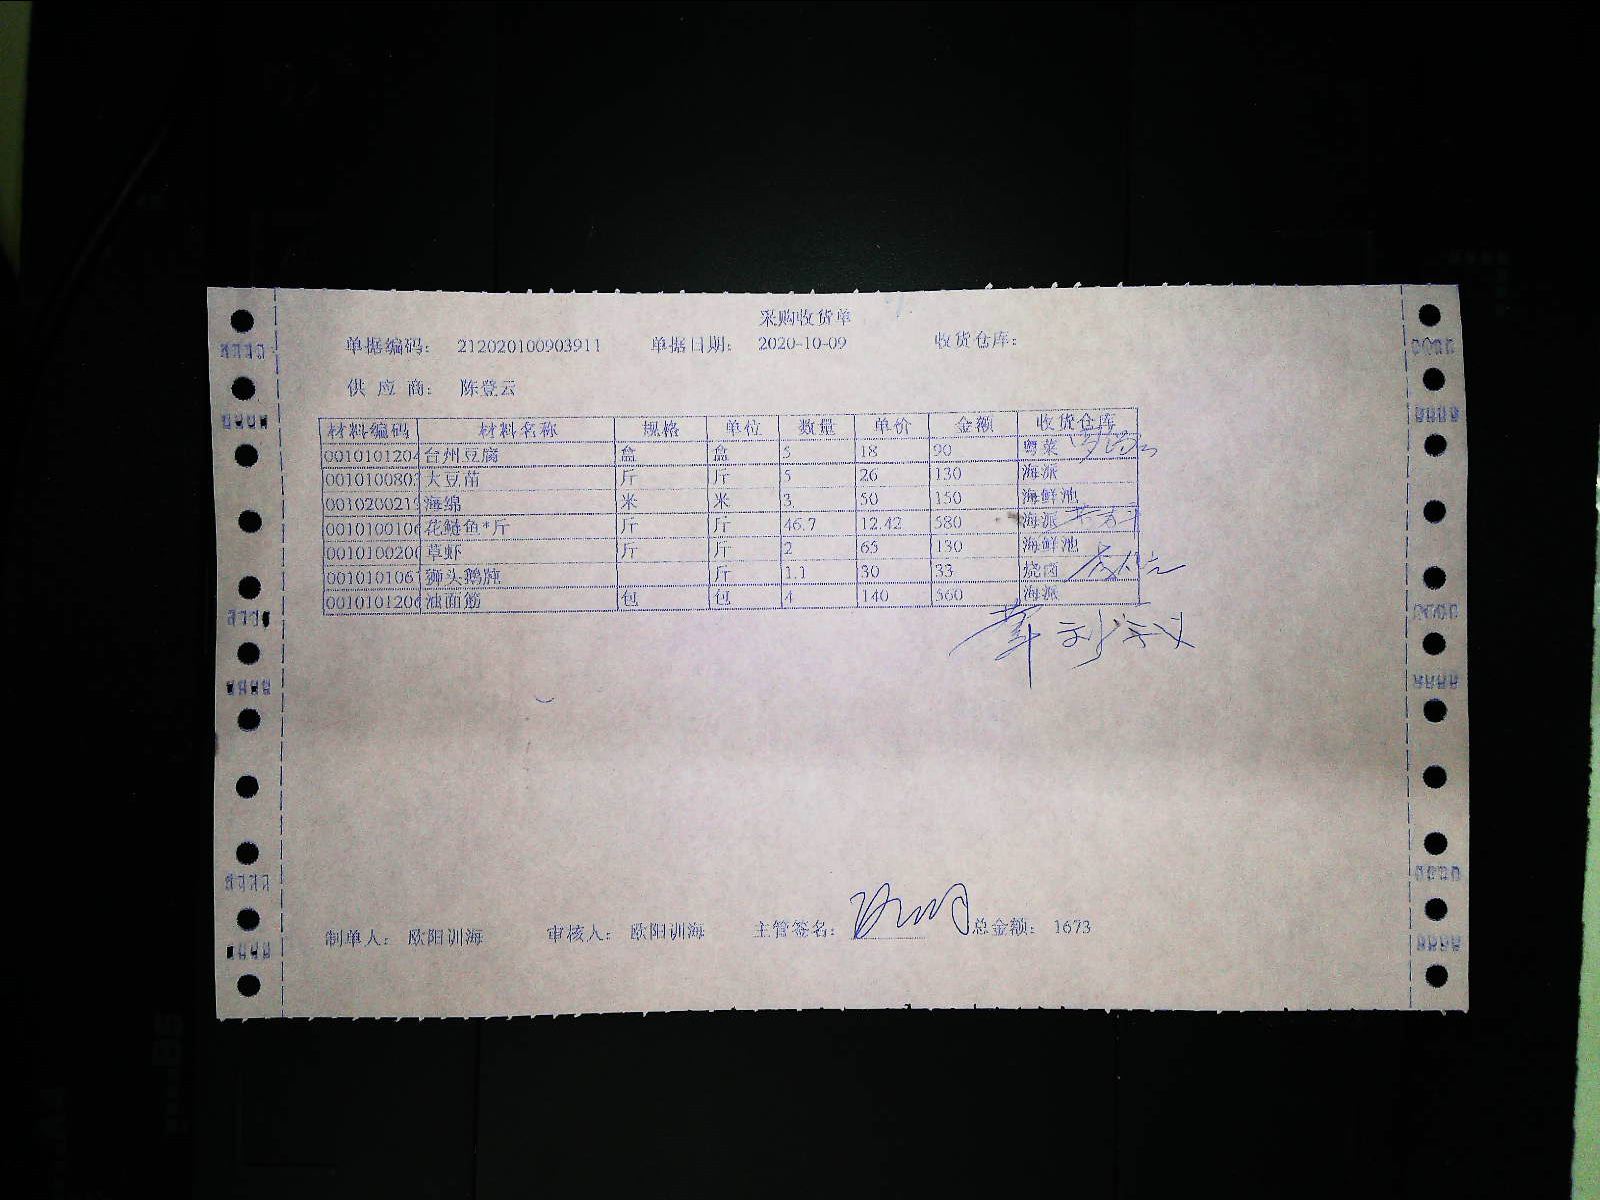 采购收货单
单据编码: 212020100903911 单据日期: 2020-10-09 收货仓库:
供应商: 陈登云
材料编码 材料名称 规格 单位 数量 单价 金额 收货仓库
0010101204 台州豆腐 盒 盒 5 18 90 粤菜
001010080 大豆苗 斤 斤 5 26 130 海派
001020021 海绵 米 米 3 50 150 海鲜池
0010100106 花鲢鱼*斤 斤 斤 46.7 12.42 580 海派
001010020 草虾 斤 斤 2 65 130 海鲜池
001010106 狮头鹅肫 斤 1.1 30 33 烧卤
0010101206 油面筋 包 包 4 140 560 海派
制单人: 欧阳训海 审核人: 欧阳训海 主管签名: 总金额: 1673